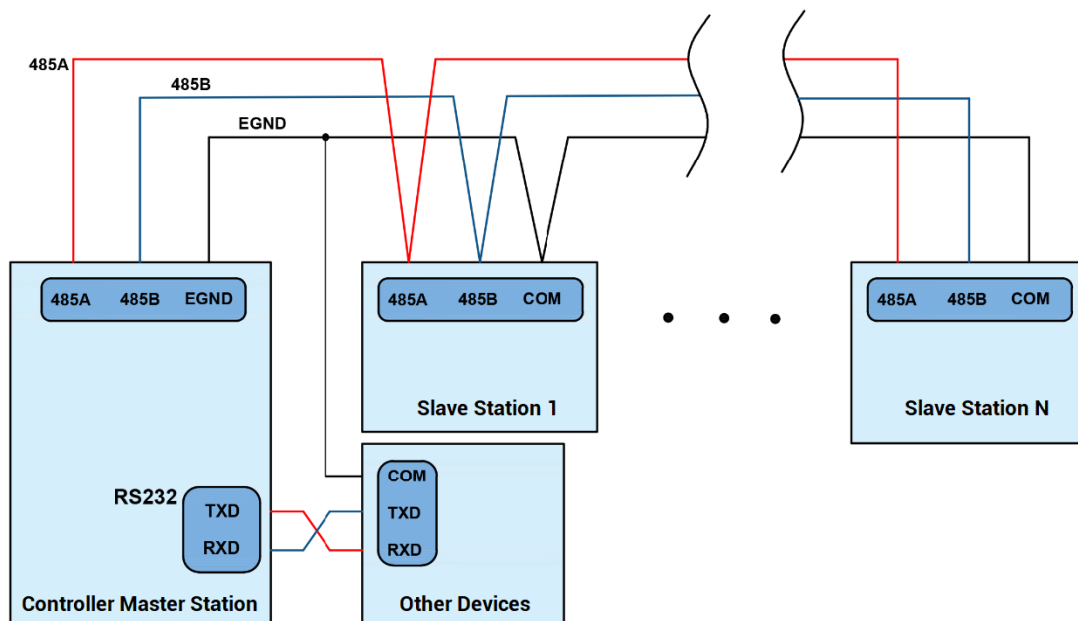 485A
485B
EGND
485A 485B EGND
485A 485B COM
485A 485B COM
Slave Station 1
Slave Station N
RS232
TXD
RXD
COM
TXD
RXD
Controller Master Station
Other Devices